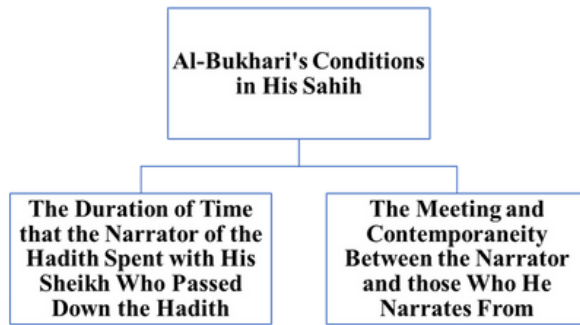 Al-Bukhari's Conditions
in His Sahih
The Duration of Time
that the Narrator of the
Hadith Spent with His
Sheikh Who Passed
Down the Hadith
The Meeting and
Contemporaneity
Between the Narrator
and those Who He
Narrates From